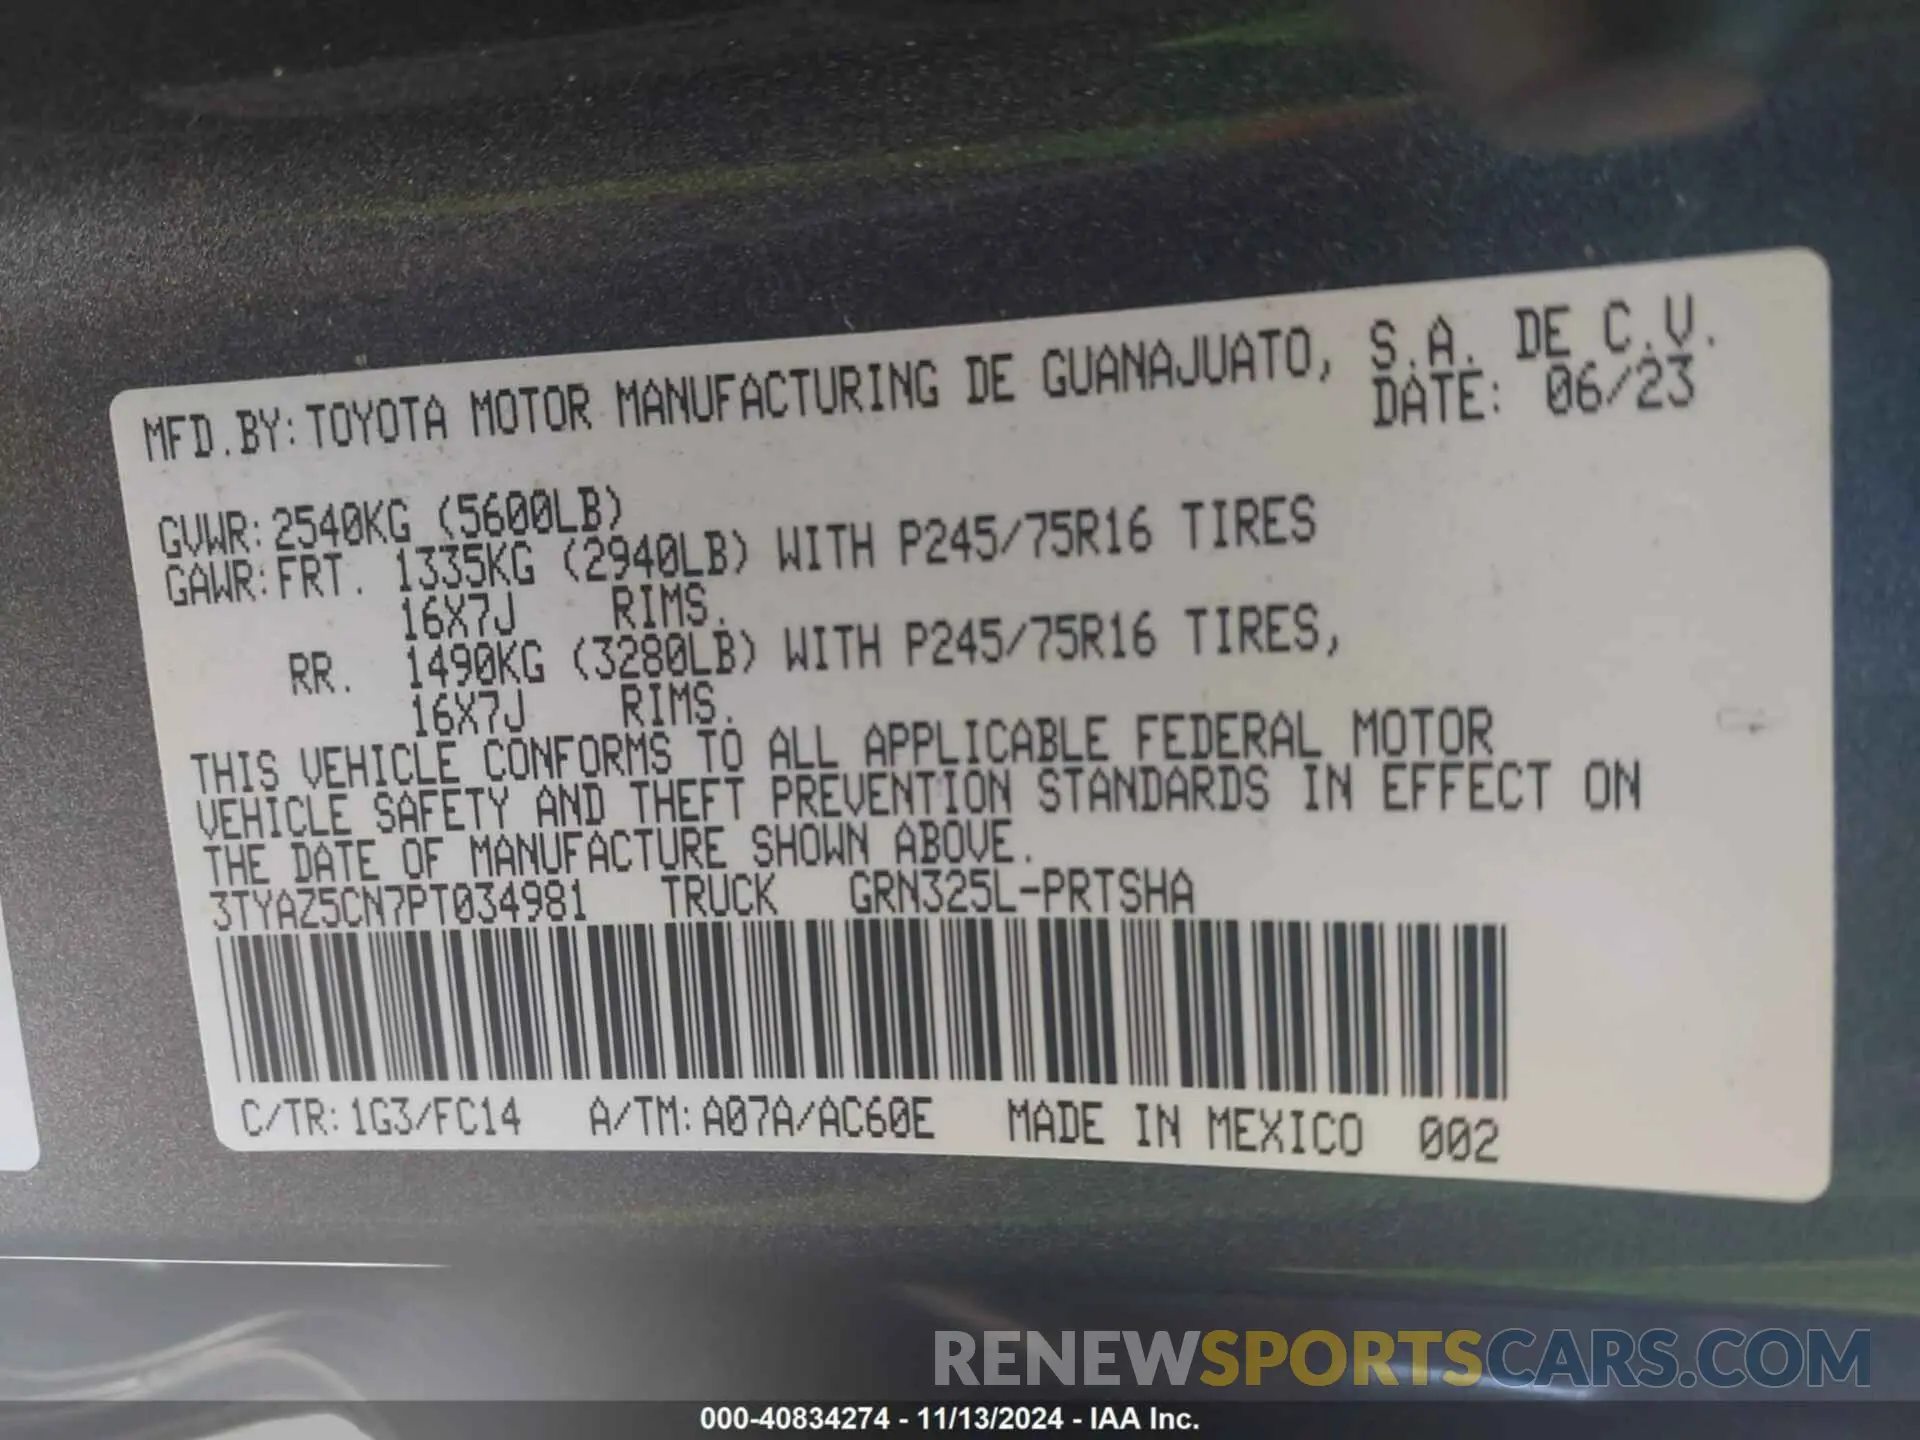 MFD.BY:TOYOTA MOTOR MANUFACTURING DE GUANAJUATO, S.A. DE C.V.
DATE: 06/23
GVWR:2540KG (5600LB)
GAWR:FRT. 1335KG (2940LB) WITH P245/75R16 TIRES
16X7J RIMS.
RR. 1490KG (3280LB) WITH P245/75R16 TIRES,
16X7J RIMS.
THIS VEHICLE CONFORMS TO ALL APPLICABLE FEDERAL MOTOR
VEHICLE SAFETY AND THEFT PREVENTION STANDARDS IN EFFECT ON
THE DATE OF MANUFACTURE SHOWN ABOVE.
3TYAZ5CN7PT034981 TRUCK GRN325L-PRTSHA
C/TR:1G3/FC14 A/TM:A07A/AC60E MADE IN MEXICO 002
RENEWSPORTSCARS.COM
000-40834274 - 11/13/2024 - IAA Inc.